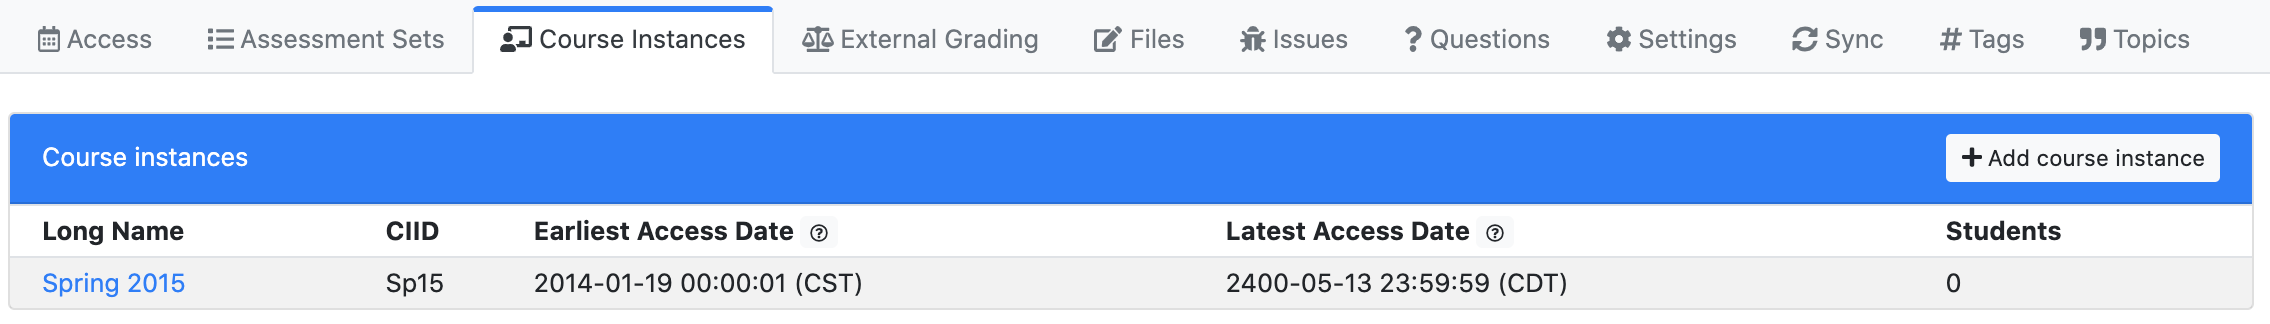 Access Assessment Sets Course Instances External Grading Files Issues Questions Settings Sync Tags Topics
Course instances + Add course instance
Long Name CIID Earliest Access Date Latest Access Date Students
Spring 2015 Sp15 2014-01-19 00:00:01 (CST) 2400-05-13 23:59:59 (CDT) 0